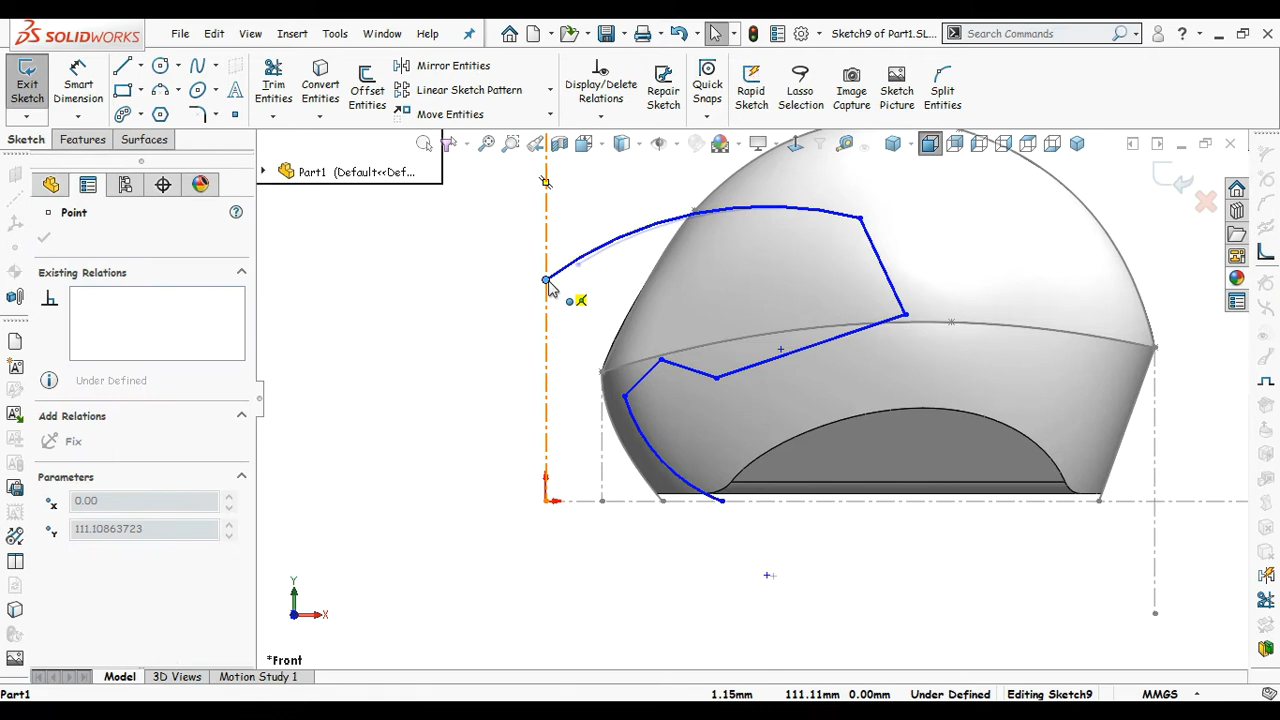 SOLIDWORKS
File
Edit
View
Insert
Tools
Window
Help
Sketch9 of Part1.SL...
Search Commands
Exit Sketch
Smart Dimension
Trim Entities
Convert Entities
Offset Entities
Mirror Entities
Linear Sketch Pattern
Move Entities
Display/Delete Relations
Repair Sketch
Quick Snaps
Rapid Sketch
Lasso Selection
Image Capture
Sketch Picture
Split Entities
Sketch
Features
Surfaces
Part1 (Default<<Def...
Point
Existing Relations
Under Defined
Add Relations
Fix
Parameters
0.00
111.10863723
Y
X
*Front
Model
3D Views
Motion Study 1
Part1
1.15mm
111.11mm
0.00mm
Under Defined
Editing Sketch9
MMGS